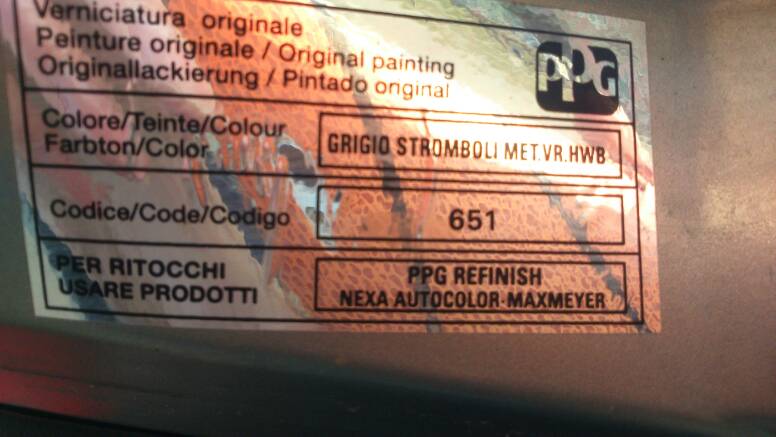 Verniciatura originale
Peinture originale / Original painting
Originallackierung / Pintado original
PPG
Colore/Teinte/Colour
Farbton/Color
GRIGIO STROMBOLI MET.VR.HWB
Codice/Code/Codigo
651
PER RITOCCHI
USARE PRODOTTI
PPG REFINISH
NEXA AUTOCOLOR-MAXMEYER